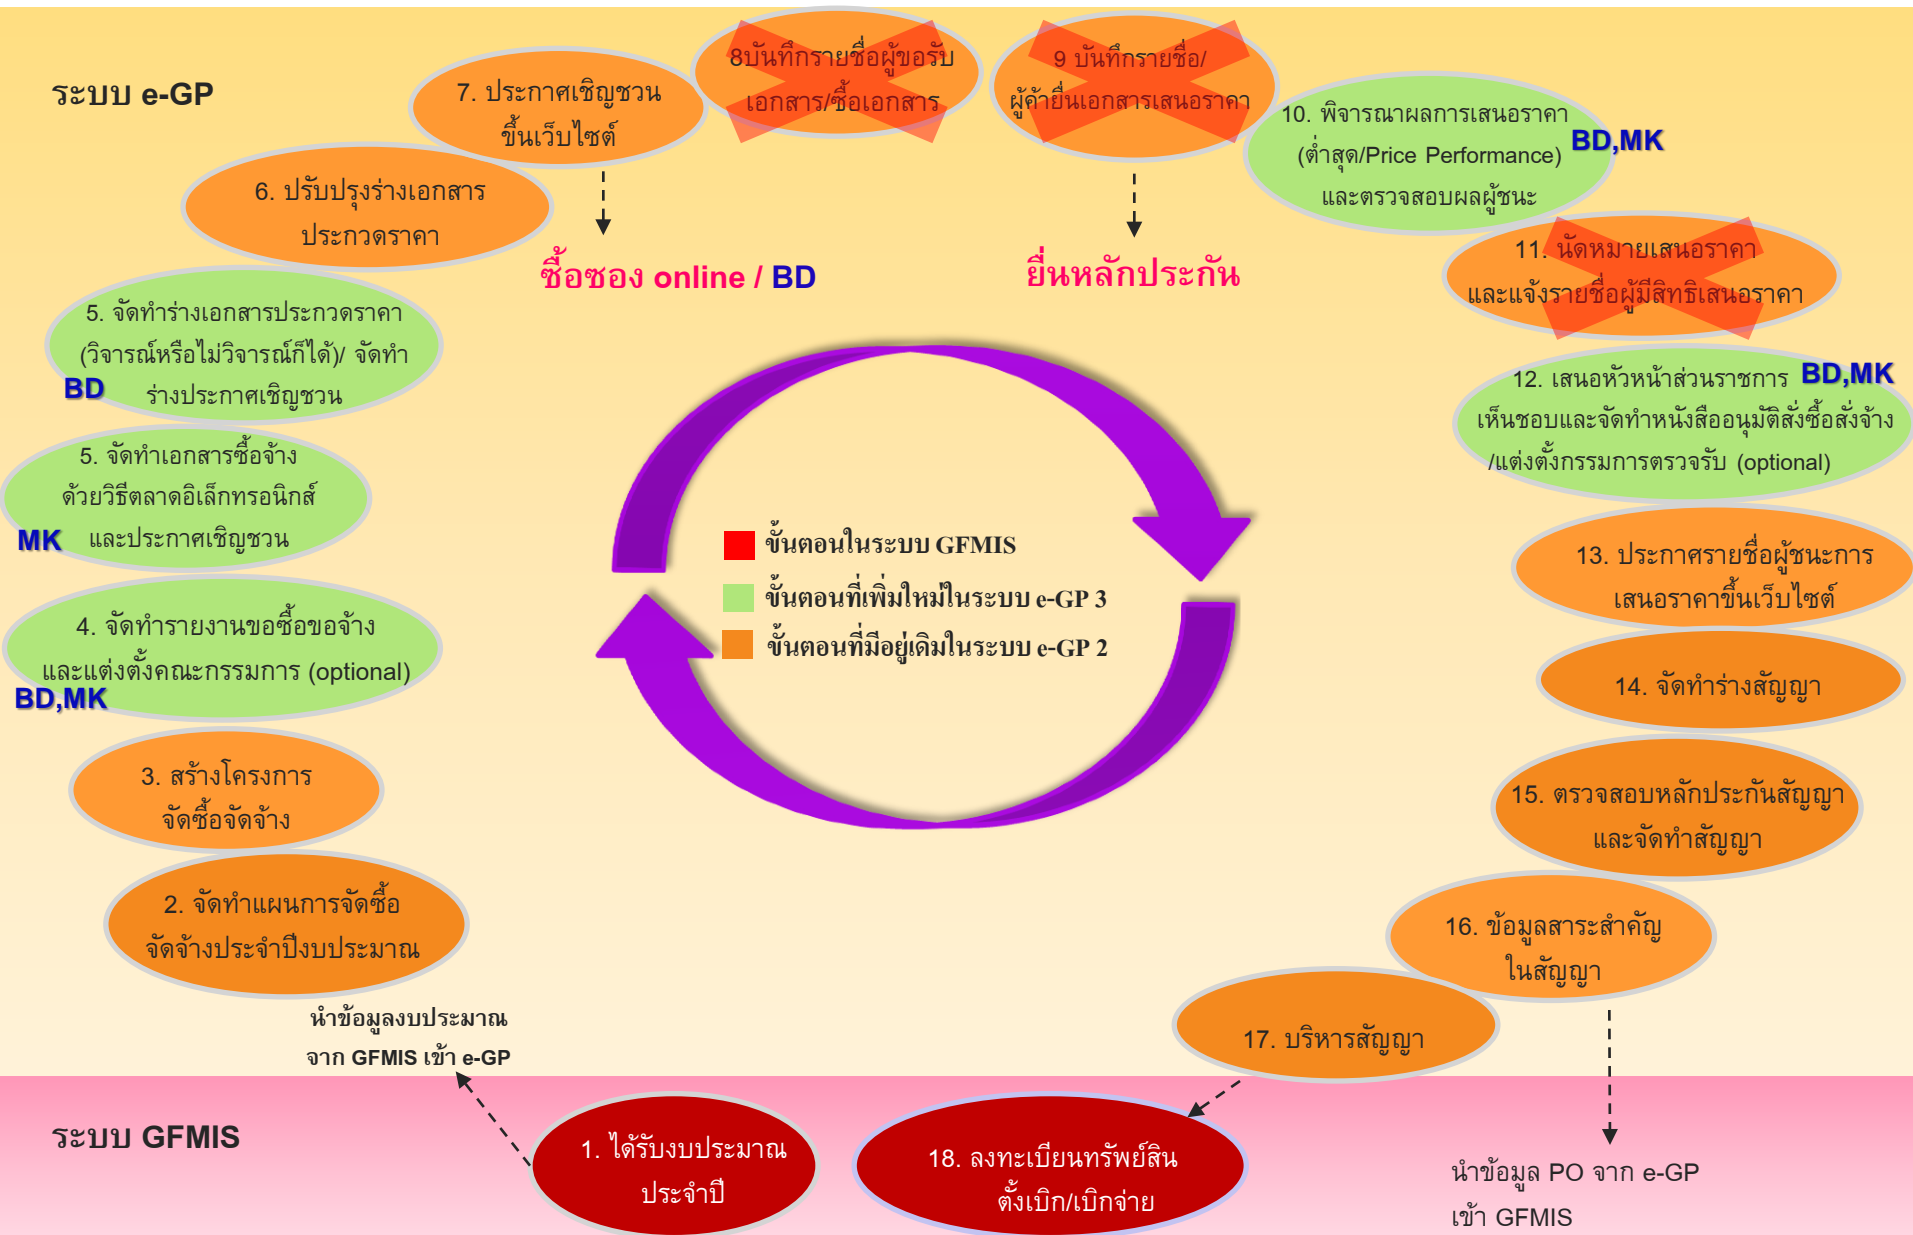 ระบบ e-GP
7. ประกาศเชิญชวน
ขึ้นเว็บไซต์
8บันทึกรายชื่อผู้ขอรับ
เอกสาร/ซื้อเอกสาร
9 บันทึกรายชื่อ/
ผู้ค้ายื่นเอกสารเสนอราคา
10. พิจารณาผลการเสนอราคา
(ต่ำสุด/Price Performance)
และตรวจสอบผลผู้ชนะ
BD,MK
6. ปรับปรุงร่างเอกสาร
ประกวดราคา
ซื้อซอง online / BD
ยื่นหลักประกัน
11. นัดหมายเสนอราคา
และแจ้งรายชื่อผู้มีสิทธิเสนอราคา
5. จัดทำร่างเอกสารประกวดราคา
(วิจารณ์หรือไม่วิจารณ์ก็ได้)/ จัดทำ
ร่างประกาศเชิญชวน
BD
12. เสนอหัวหน้าส่วนราชการ
เห็นชอบและจัดทำหนังสืออนุมัติสั่งซื้อสั่งจ้าง
/แต่งตั้งกรรมการตรวจรับ (optional)
BD,MK
5. จัดทำเอกสารซื้อจ้าง
ด้วยวิธีตลาดอิเล็กทรอนิกส์
และประกาศเชิญชวน
MK
ขั้นตอนในระบบ GFMIS
ขั้นตอนที่เพิ่มใหม่ในระบบ e-GP 3
ขั้นตอนที่มีอยู่เดิมในระบบ e-GP 2
13. ประกาศรายชื่อผู้ชนะการ
เสนอราคาขึ้นเว็บไซต์
4. จัดทำรายงานขอซื้อขอจ้าง
และแต่งตั้งคณะกรรมการ (optional)
BD,MK
14. จัดทำร่างสัญญา
3. สร้างโครงการ
จัดซื้อจัดจ้าง
15. ตรวจสอบหลักประกันสัญญา
และจัดทำสัญญา
2. จัดทำแผนการจัดซื้อ
จัดจ้างประจำปีงบประมาณ
16. ข้อมูลสาระสำคัญ
ในสัญญา
นำข้อมูลงบประมาณ
จาก GFMIS เข้า e-GP
17. บริหารสัญญา
ระบบ GFMIS
1. ได้รับงบประมาณ
ประจำปี
18. ลงทะเบียนทรัพย์สิน
ตั้งเบิก/เบิกจ่าย
นำข้อมูล PO จาก e-GP
เข้า GFMIS